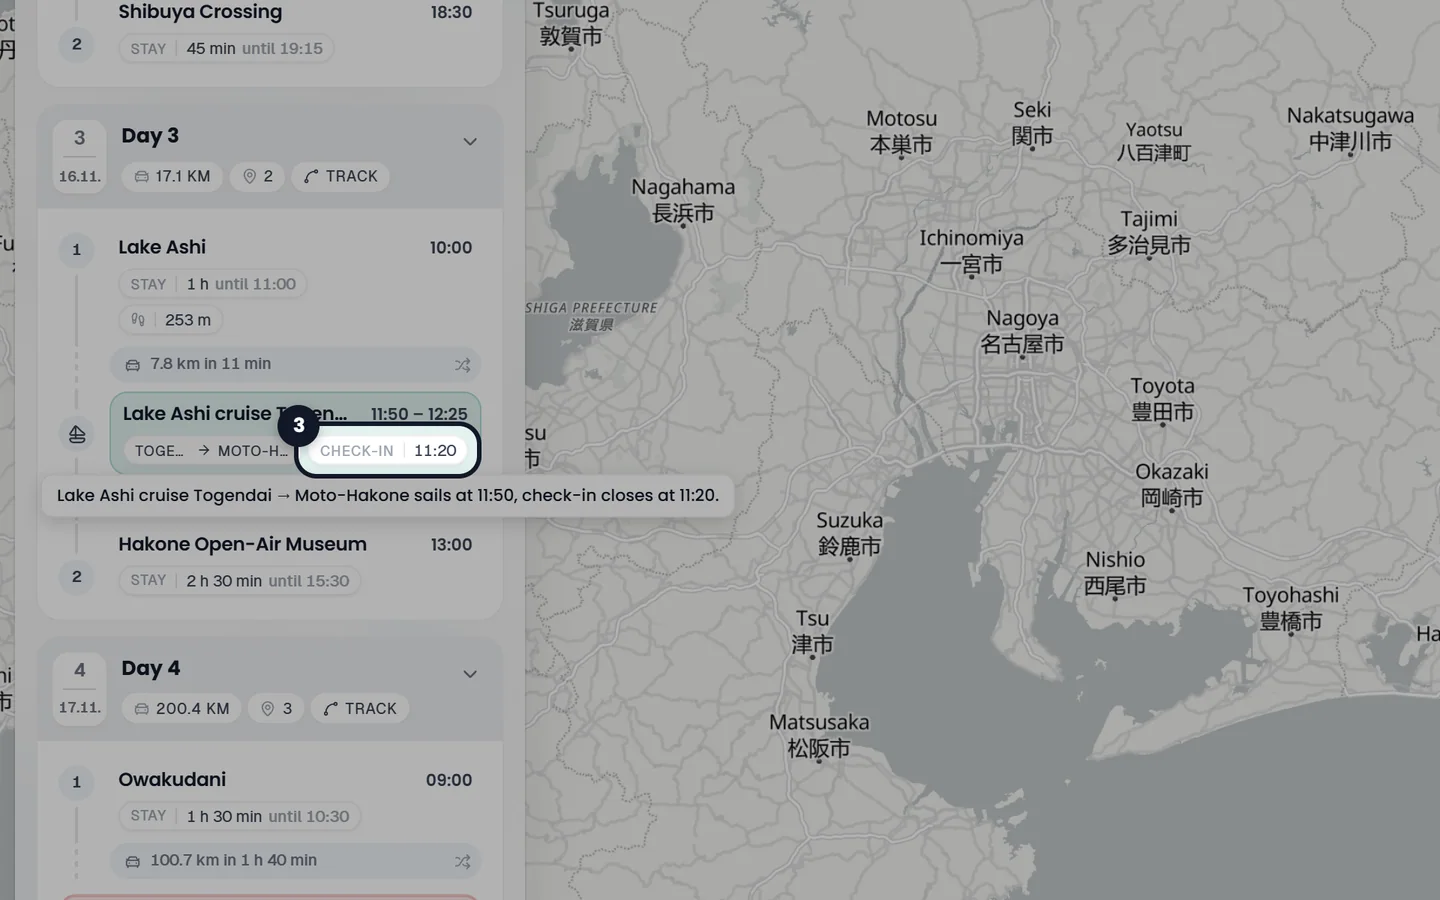 Shibuya Crossing 18:30
2 STAY 45 min until 19:15
3 Day 3
16.11. 17.1 KM 2 TRACK
1 Lake Ashi 10:00
STAY 1 h until 11:00
253 m
7.8 km in 11 min
Lake Ashi cruise 11:50 – 12:25
3
TOGE… → MOTO-H… CHECK-IN 11:20
Lake Ashi cruise Togendai → Moto-Hakone sails at 11:50, check-in closes at 11:20.
Hakone Open-Air Museum 13:00
2 STAY 2 h 30 min until 15:30
4 Day 4
17.11. 200.4 KM 3 TRACK
1 Owakudani 09:00
STAY 1 h 30 min until 10:30
100.7 km in 1 h 40 min
Tsuruga
敦賀市
Motosu
本巣市
Seki
関市
Yaotsu
八百津町
Nakatsugawa
中津川市
Nagahama
長浜市
Ichinomiya
一宮市
Tajimi
多治見市
SHIGA PREFECTURE
滋賀県
Nagoya
名古屋市
Toyota
豊田市
Okazaki
岡崎市
Suzuka
鈴鹿市
Nishio
西尾市
Toyohashi
豊橋市
Tsu
津市
Matsusaka
松阪市